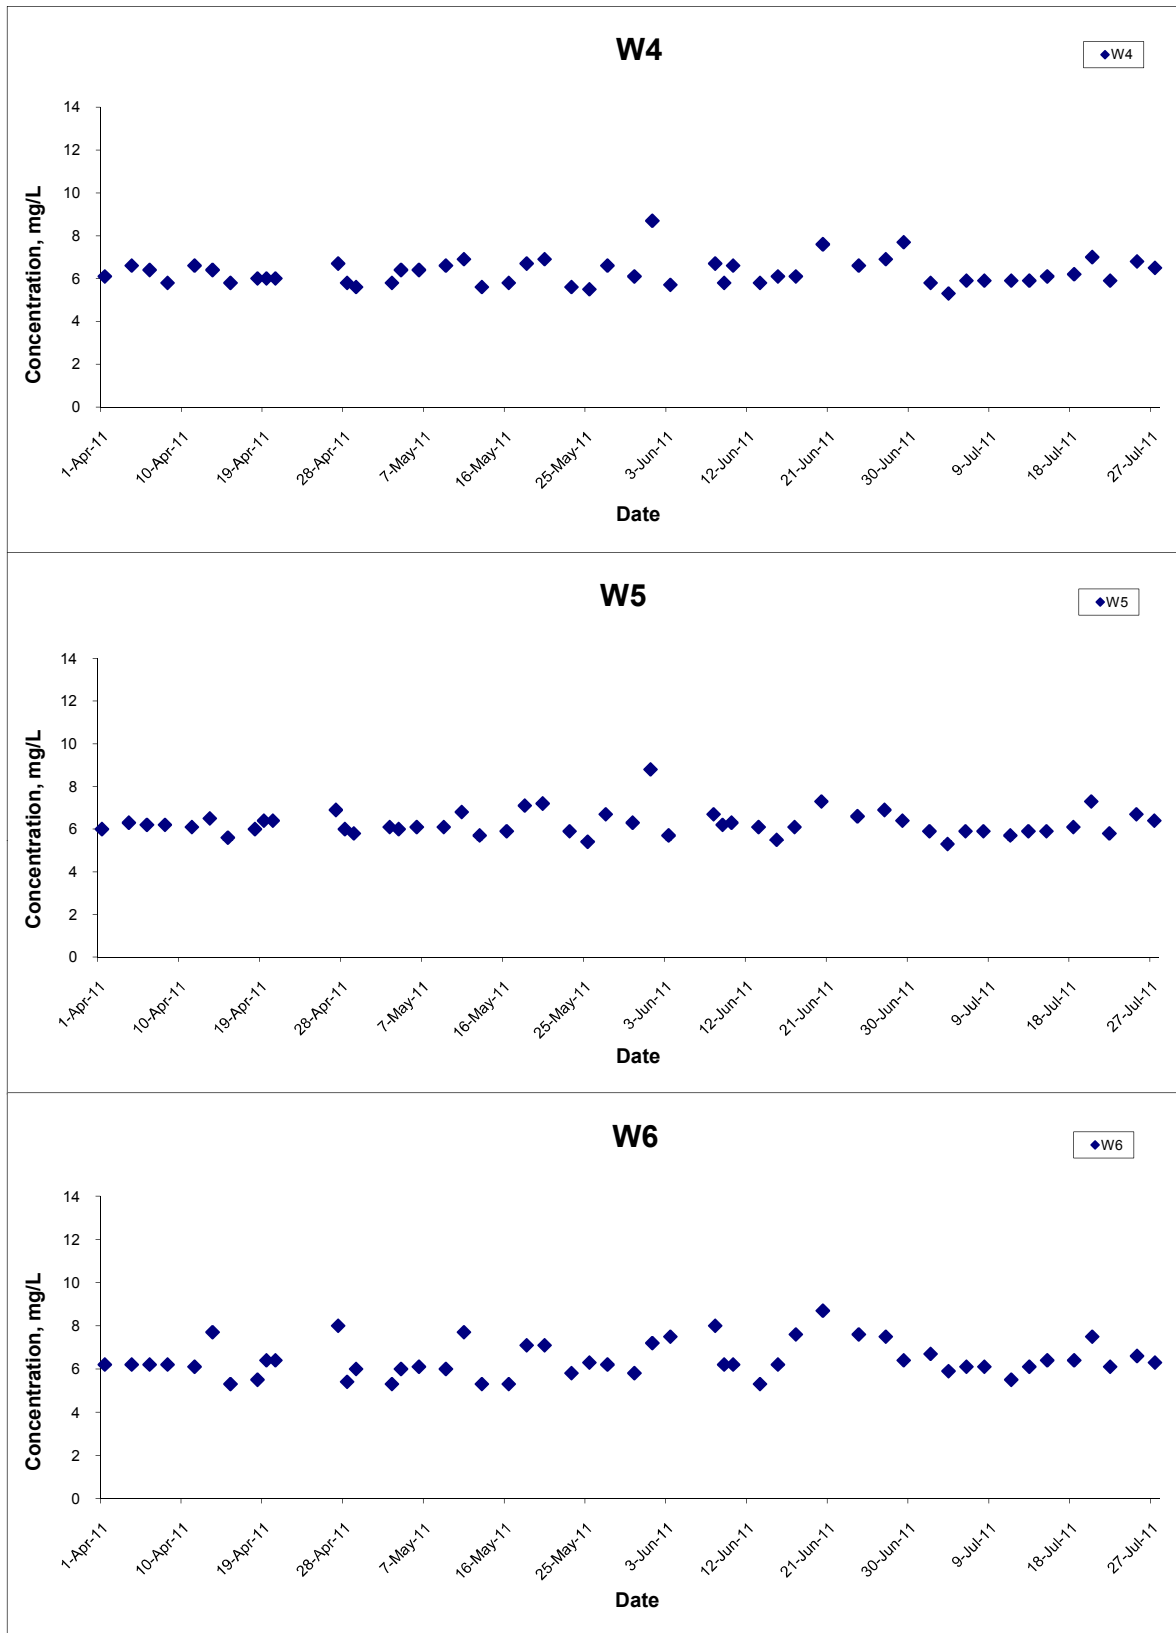 W4
W4
14
12
10
8
6
4
2
0
Concentration, mg/L
1-Apr-11
10-Apr-11
19-Apr-11
28-Apr-11
7-May-11
16-May-11
25-May-11
3-Jun-11
12-Jun-11
21-Jun-11
30-Jun-11
9-Jul-11
18-Jul-11
27-Jul-11
Date
W5
W5
14
12
10
8
6
4
2
0
Concentration, mg/L
1-Apr-11
10-Apr-11
19-Apr-11
28-Apr-11
7-May-11
16-May-11
25-May-11
3-Jun-11
12-Jun-11
21-Jun-11
30-Jun-11
9-Jul-11
18-Jul-11
27-Jul-11
Date
W6
W6
14
12
10
8
6
4
2
0
Concentration, mg/L
1-Apr-11
10-Apr-11
19-Apr-11
28-Apr-11
7-May-11
16-May-11
25-May-11
3-Jun-11
12-Jun-11
21-Jun-11
30-Jun-11
9-Jul-11
18-Jul-11
27-Jul-11
Date